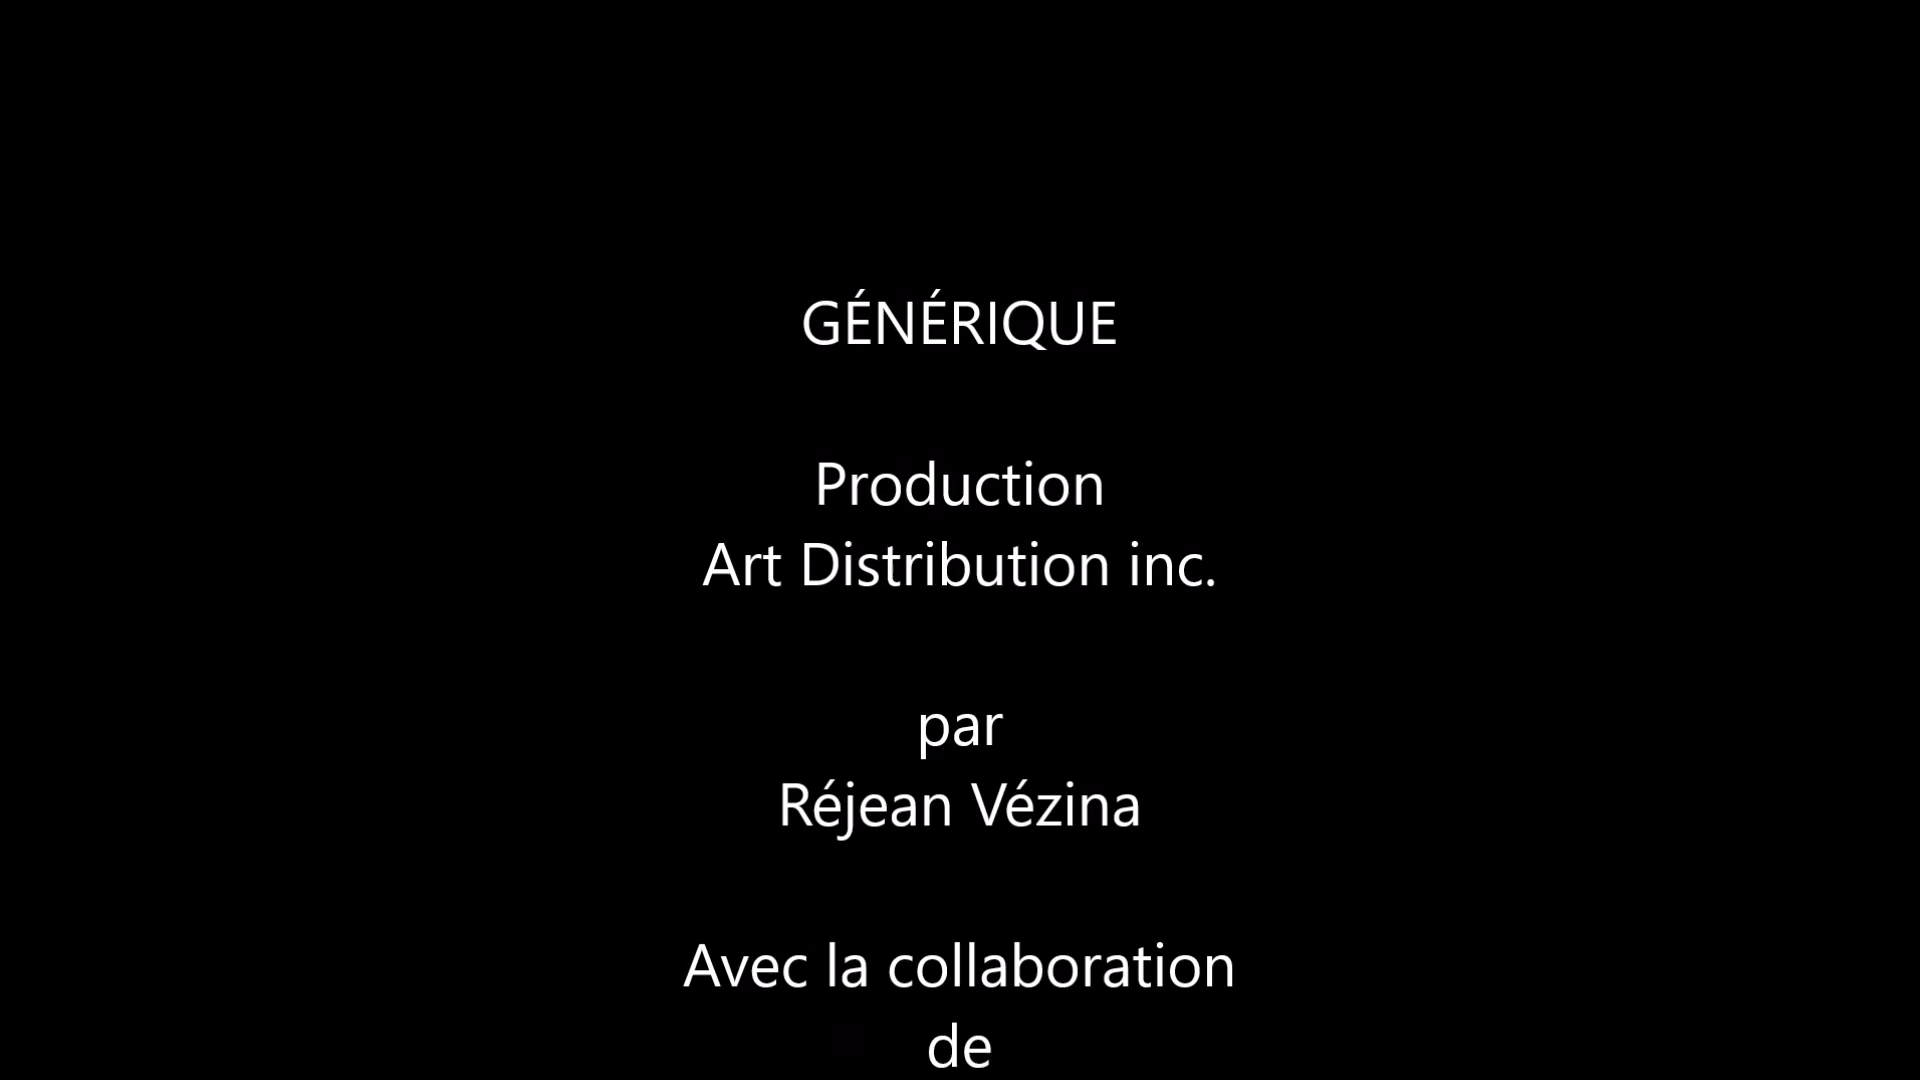 GÉNÉRIQUE
Production
Art Distribution inc.
par
Réjean Vézina
Avec la collaboration
de